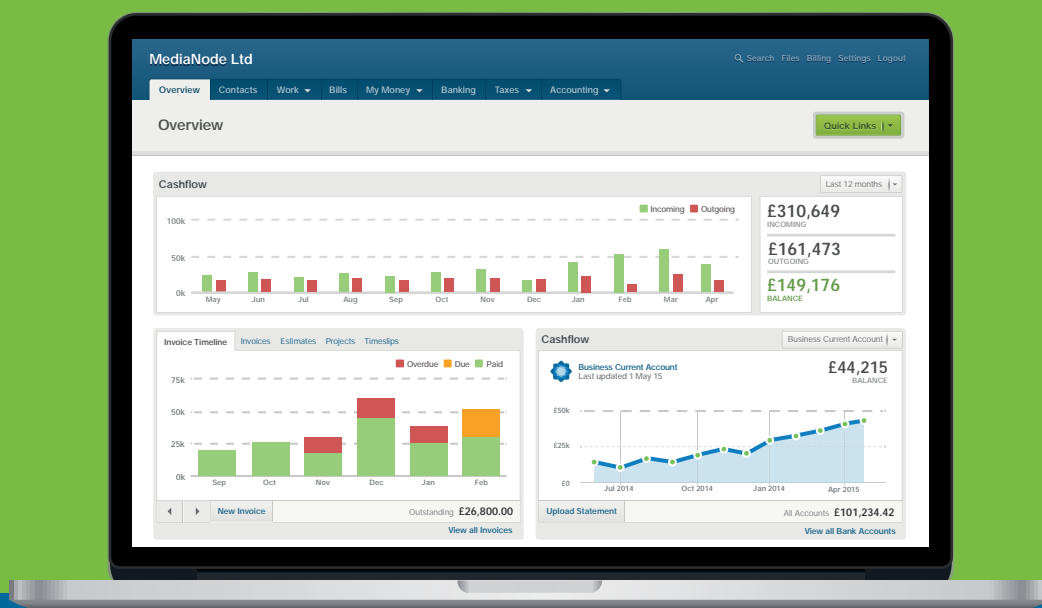 MediaNode Ltd
Search Files Billing Settings Logout
Overview Contacts Work Bills My Money Banking Taxes Accounting
Overview
Quick Links
Cashflow
Last 12 months
Incoming Outgoing
100k
50k
0k
May Jun Jul Aug Sep Oct Nov Dec Jan Feb Mar Apr
£310,649
INCOMING
£161,473
OUTGOING
£149,176
BALANCE
Invoice Timeline Invoices Estimates Projects Timeslips
Overdue Due Paid
75k
50k
25k
0k
Sep Oct Nov Dec Jan Feb
New Invoice
Outstanding £26,800.00
View all Invoices
Cashflow
Business Current Account
Business Current Account
Last updated 1 May 15
£44,215
BALANCE
£50k
£25k
£0
Jul 2014 Oct 2014 Jan 2014 Apr 2015
Upload Statement
All Accounts £101,234.42
View all Bank Accounts